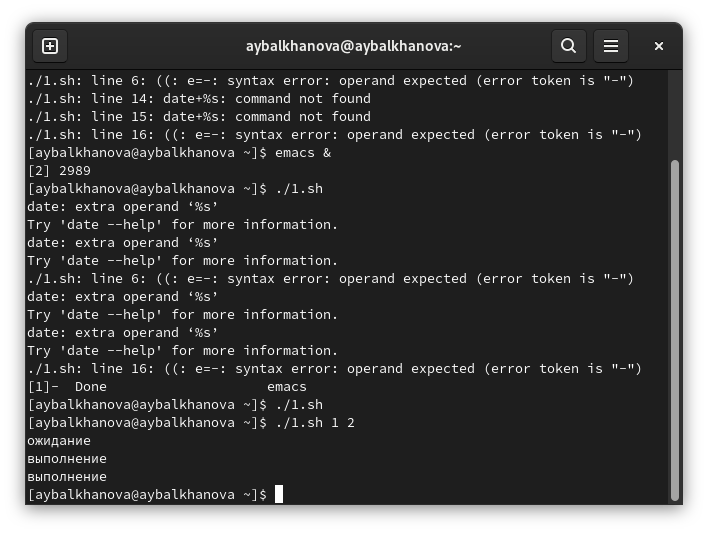 aybalkhanova@aybalkhanova:~
./1.sh: line 6: ((: e=-: syntax error: operand expected (error token is "-")
./1.sh: line 14: date+%s: command not found
./1.sh: line 15: date+%s: command not found
./1.sh: line 16: ((: e=-: syntax error: operand expected (error token is "-")
[aybalkhanova@aybalkhanova ~]$ emacs &
[2] 2989
[aybalkhanova@aybalkhanova ~]$ ./1.sh
date: extra operand ‘%s’
Try 'date --help' for more information.
date: extra operand ‘%s’
Try 'date --help' for more information.
./1.sh: line 6: ((: e=-: syntax error: operand expected (error token is "-")
date: extra operand ‘%s’
Try 'date --help' for more information.
date: extra operand ‘%s’
Try 'date --help' for more information.
./1.sh: line 16: ((: e=-: syntax error: operand expected (error token is "-")
[1]-  Done                    emacs
[aybalkhanova@aybalkhanova ~]$ ./1.sh
[aybalkhanova@aybalkhanova ~]$ ./1.sh 1 2
ожидание
выполнение
выполнение
[aybalkhanova@aybalkhanova ~]$